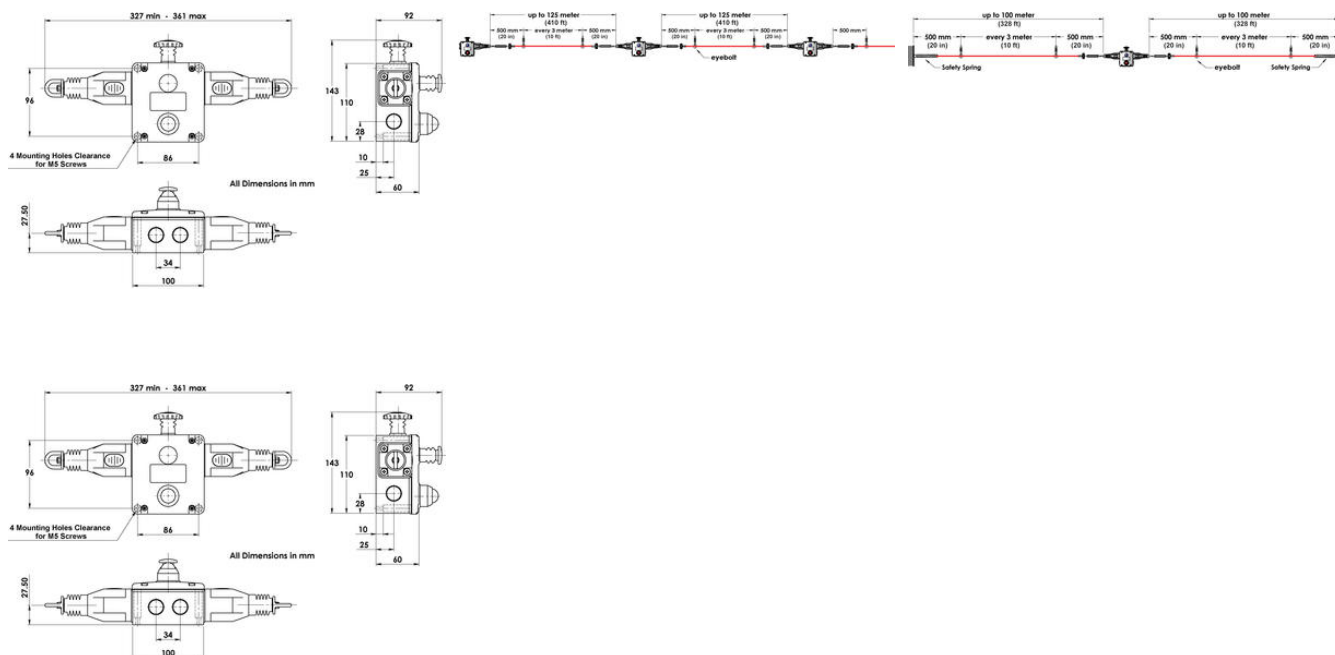 327 min - 361 max
96
86
4 Mounting Holes Clearance
for M5 Screws
92
143
110
28
10
25
60
All Dimensions in mm
27.50
34
100
up to 125 meter
(410 ft)
up to 125 meter
(410 ft)
500 mm
(20 in)
every 3 meter
(10 ft)
500 mm
(20 in)
500 mm
(20 in)
every 3 meter
(10 ft)
500 mm
(20 in)
500 mm
eyebolt
up to 100 meter
(328 ft)
up to 100 meter
(328 ft)
500 mm
(20 in)
every 3 meter
(10 ft)
500 mm
(20 in)
500 mm
(20 in)
every 3 meter
(10 ft)
500 mm
(20 in)
Safety Spring
eyebolt
Safety Spring
327 min - 361 max
96
86
4 Mounting Holes Clearance
for M5 Screws
92
143
110
28
10
25
60
All Dimensions in mm
27.50
34
100